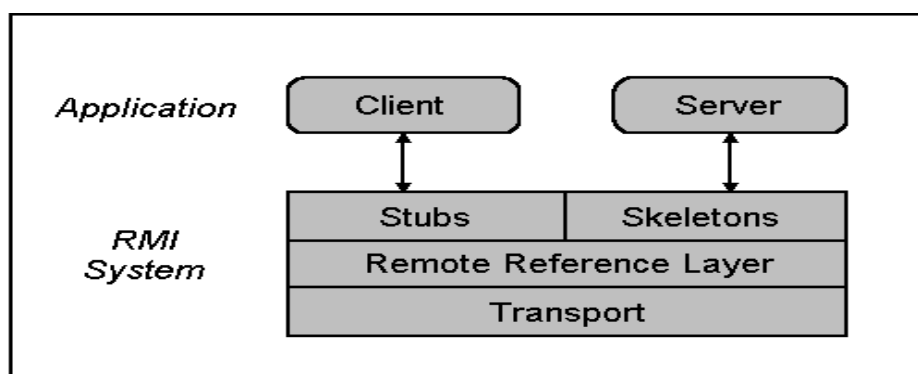 Application
Client
Server
RMI
System
Stubs
Skeletons
Remote Reference Layer
Transport